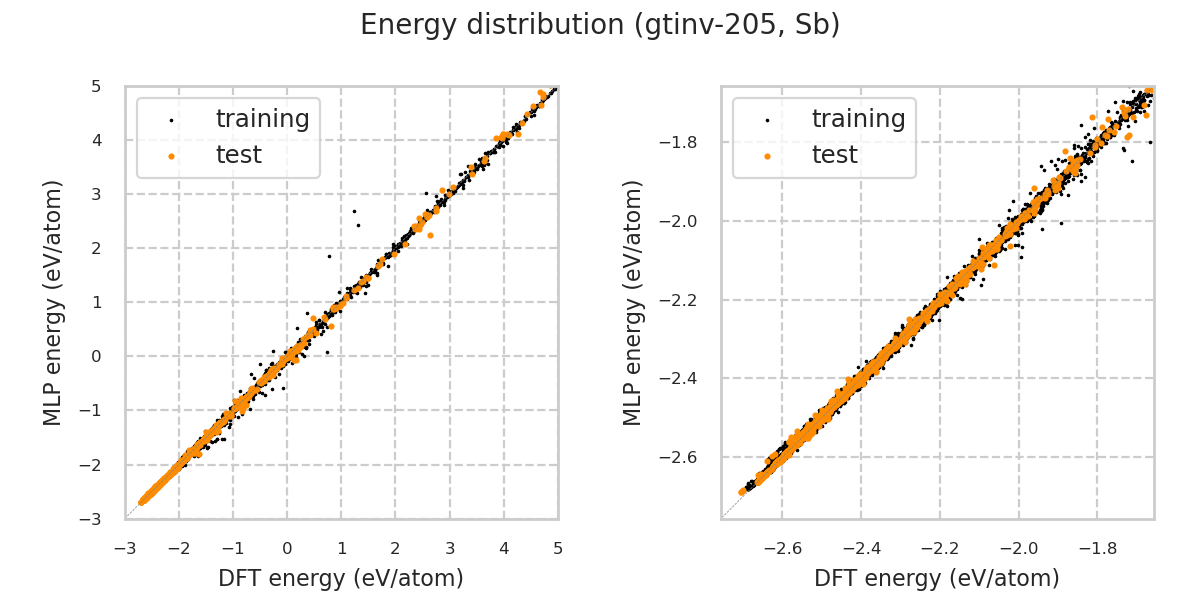 Energy distribution (gtinv-205, Sb)
MLP energy (eV/atom)
5
4
3
2
1
0
−1
−2
−3
training
test
−3 −2 −1 0 1 2 3 4 5
DFT energy (eV/atom)
MLP energy (eV/atom)
−1.8
−2.0
−2.2
−2.4
−2.6
training
test
−2.6 −2.4 −2.2 −2.0 −1.8
DFT energy (eV/atom)